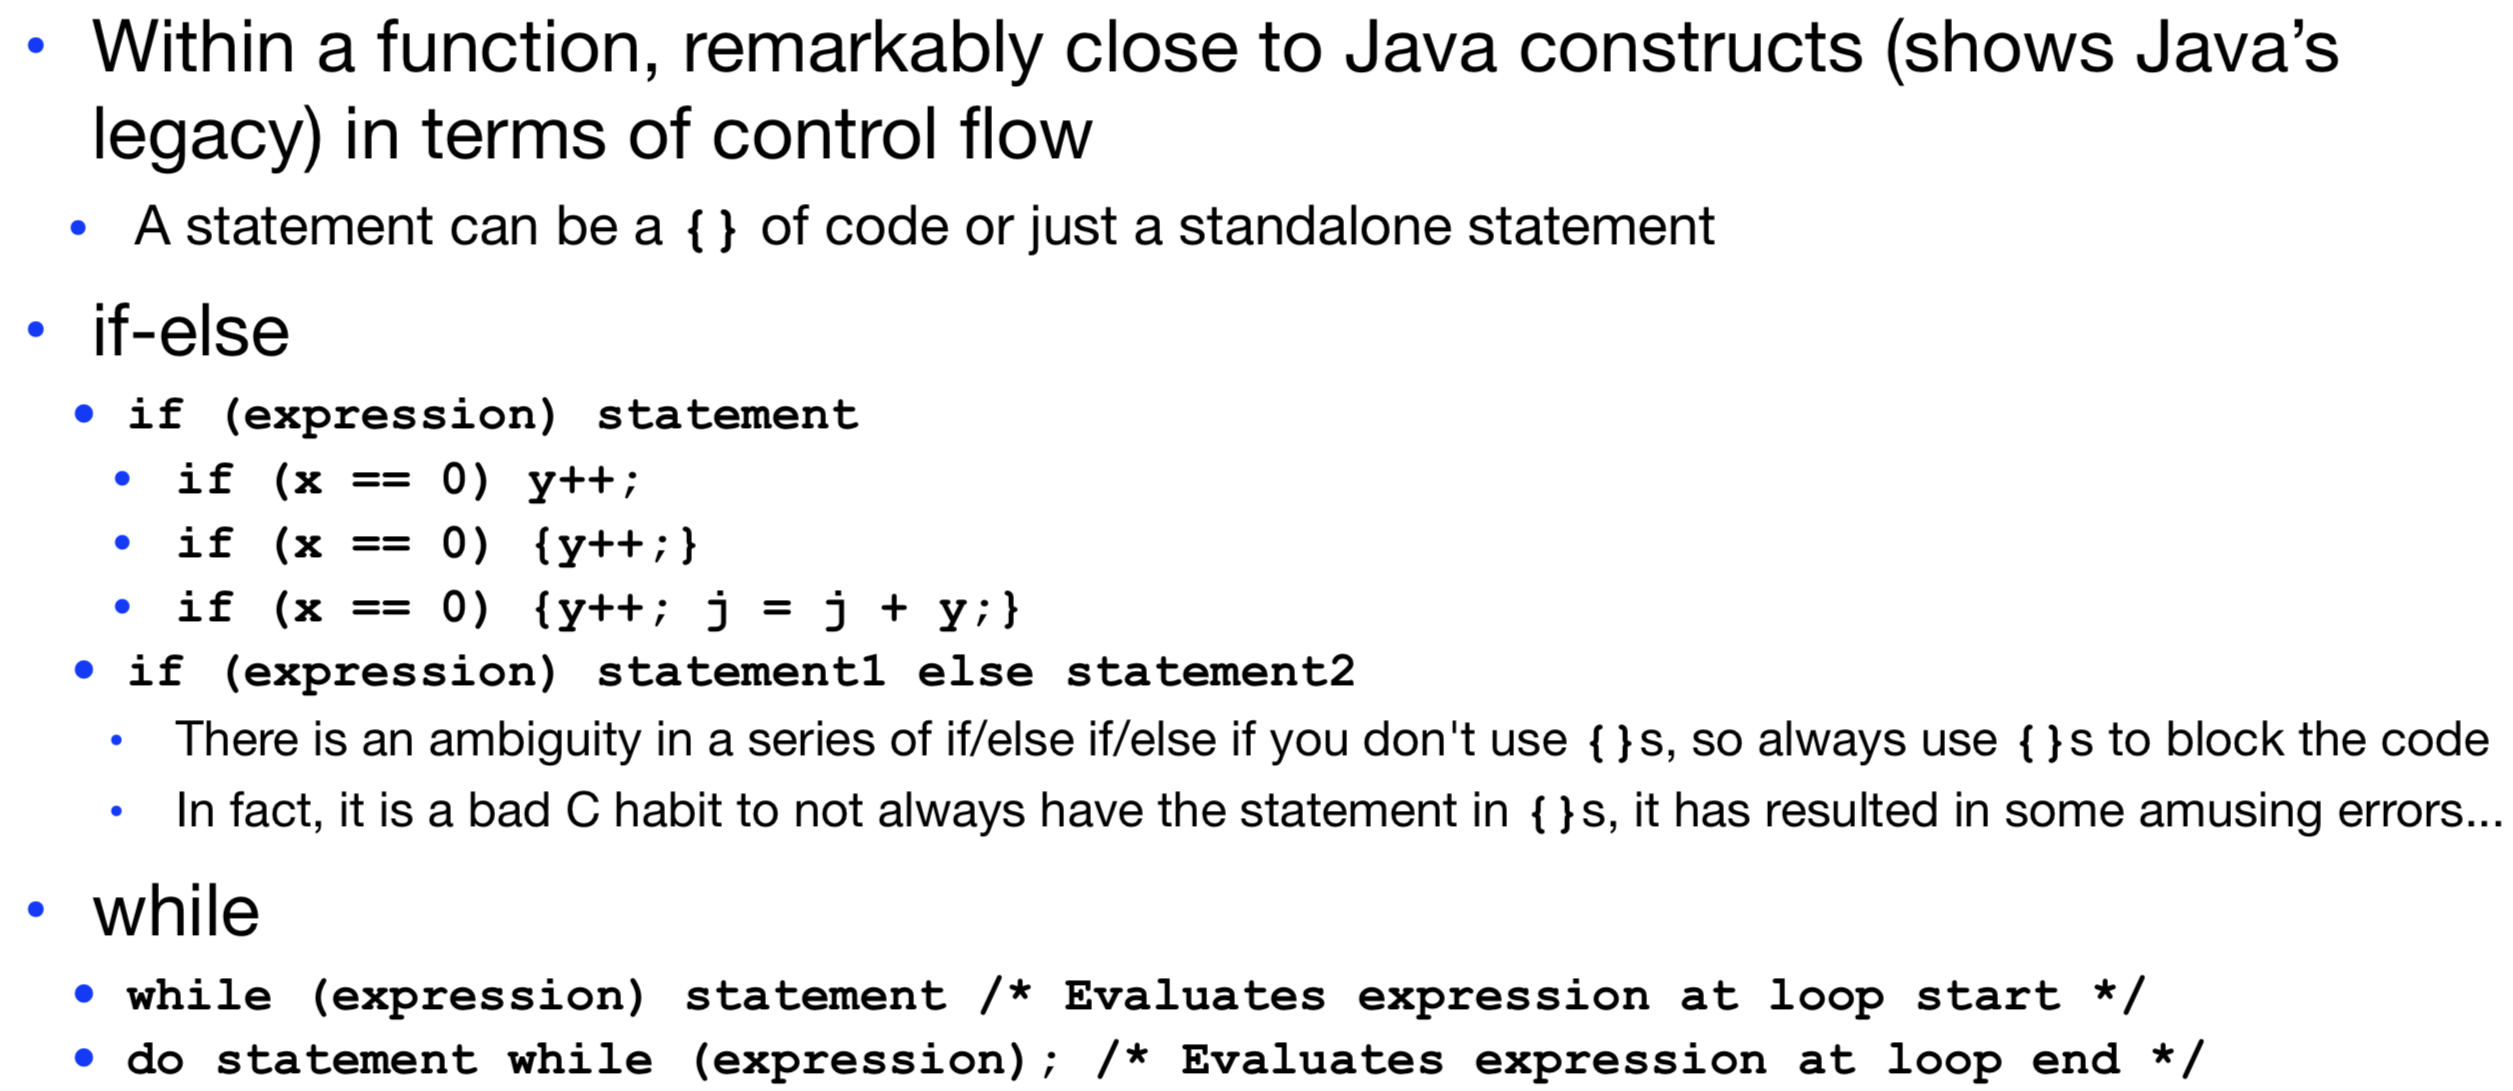 • Within a function, remarkably close to Java constructs (shows Java’s
legacy) in terms of control flow
• A statement can be a {} of code or just a standalone statement
• if-else
• if (expression) statement
• if (x == 0) y++;
• if (x == 0) {y++;}
• if (x == 0) {y++; j = j + y;}
• if (expression) statement1 else statement2
• There is an ambiguity in a series of if/else if/else if you don't use {}s, so always use {}s to block the code
• In fact, it is a bad C habit to not always have the statement in {}s, it has resulted in some amusing errors...
• while
• while (expression) statement /* Evaluates expression at loop start */
• do statement while (expression); /* Evaluates expression at loop end */